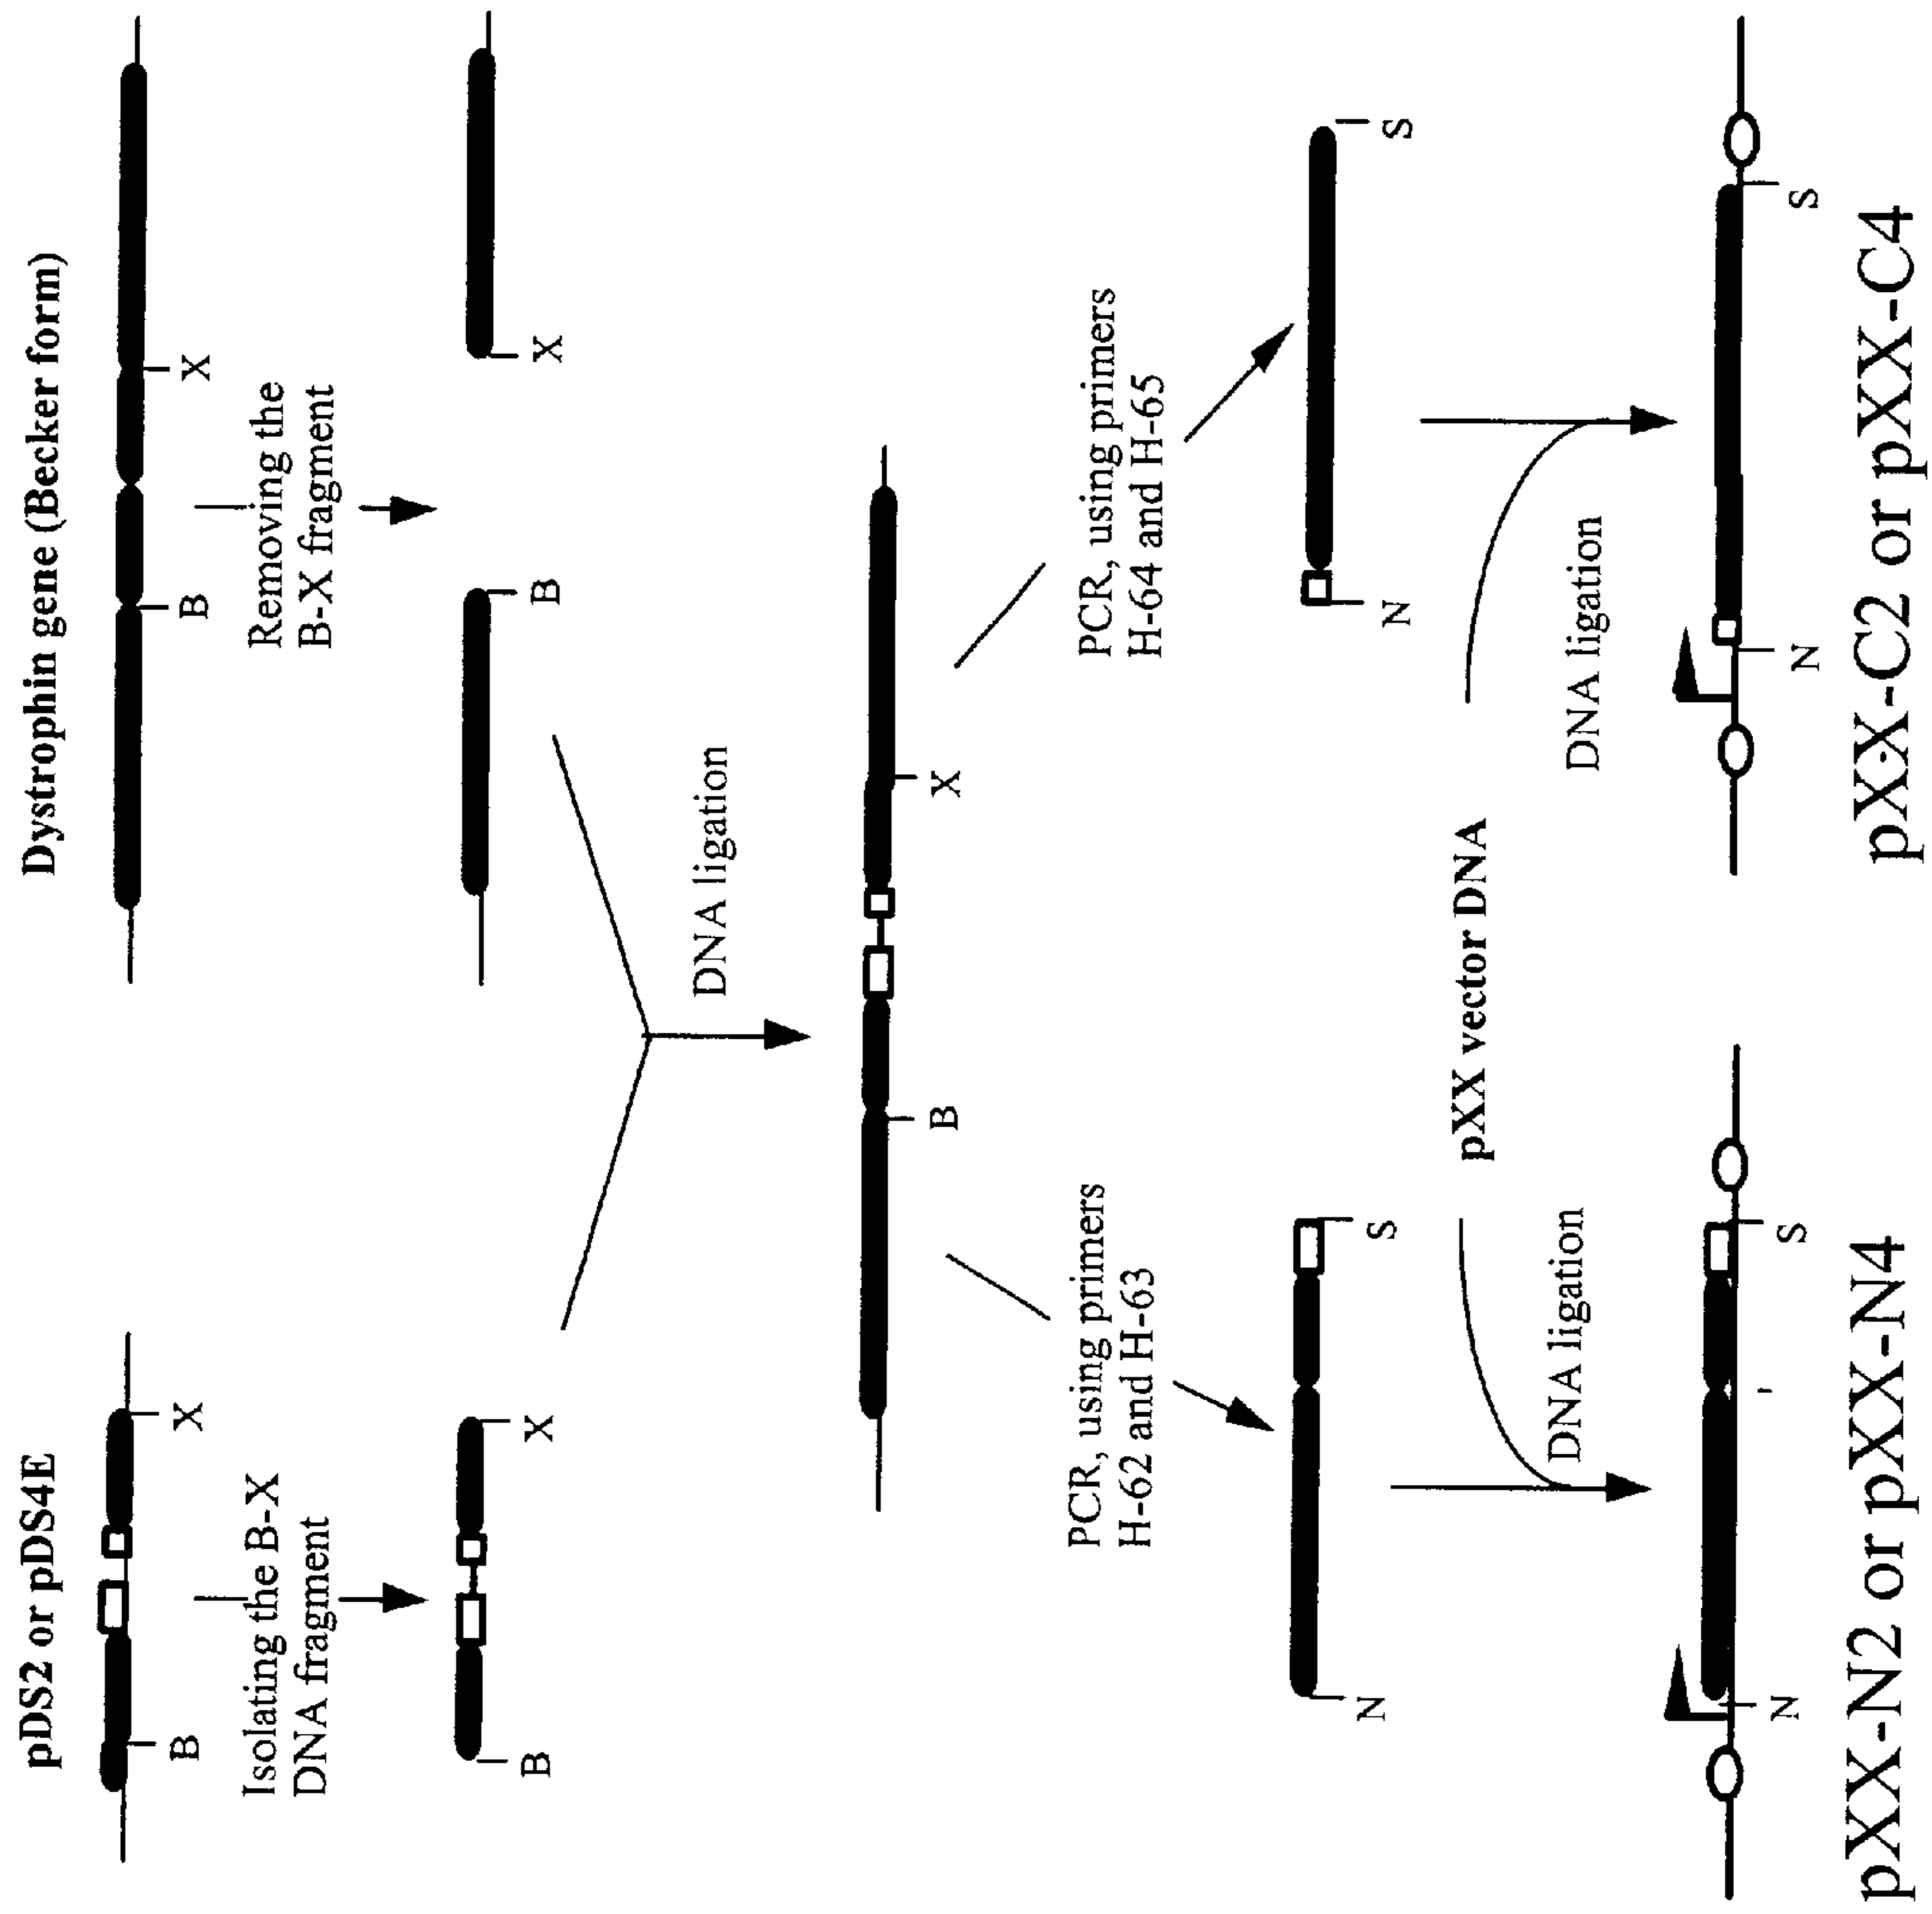 pDS2 or pDS4E
Dystrophin gene (Becker form)
B
X
B
X
Isolating the B-X
DNA fragment
Removing the
B-X fragment
B
X
B
X
DNA ligation
B
X
PCR, using primers
H-62 and H-63
PCR, using primers
H-64 and H-65
N
S
N
S
pXX vector DNA
DNA ligation
DNA ligation
N
S
N
S
pXX-N2 or pXX-N4
pXX-C2 or pXX-C4